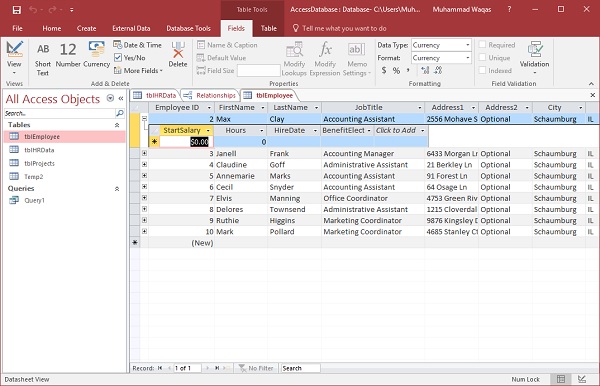 Table Tools
AccessDatabase : Database- C:\Users\Muh...
Muhammad Waqas
?
File
Home
Create
External Data
Database Tools
Fields
Table
Tell me what you want to do
View
AB Short Text
12 Number
Currency
Date & Time
Yes/No
More Fields
Delete
Name & Caption
Default Value
Field Size
Modify Lookups
Modify Expression
Memo Settings
Data Type: Currency
Format: Currency
$ % ,
Required
Unique
Indexed
Validation
Views
Add & Delete
Properties
Formatting
Field Validation
All Access Objects
Search...
Tables
tblEmployee
tblHRData
tblProjects
Temp2
Queries
Query1
tblHRData
Relationships
tblEmployee
Employee ID FirstName LastName JobTitle Address1 Address2 City
2 Max Clay Accounting Assistant 2556 Mohave S Optional Schaumburg IL
StartSalary Hours HireDate BenefitElect Click to Add
$0.00 0
3 Janell Frank Accounting Manager 6433 Morgan Ln Optional Schaumburg IL
4 Claudine Goff Administrative Assistant 21 Berkley Ln Optional Schaumburg IL
5 Annemarie Marks Accounting Assistant 91 Forest Ln Optional Schaumburg IL
6 Cecil Snyder Accounting Assistant 64 Osage Ln Optional Schaumburg IL
7 Elvis Manning Office Coordinator 4753 Green Riv Optional Schaumburg IL
8 Delores Townsend Administrative Assistant 1215 Cloverdal Optional Schaumburg IL
9 Ruthie Higgins Marketing Coordinator 9876 Kingsley D Optional Schaumburg IL
10 Mark Pollard Marketing Coordinator 4685 Stanley Ct Optional Schaumburg IL
(New)
Record: 1 of 1 No Filter Search
Datasheet View
Num Lock